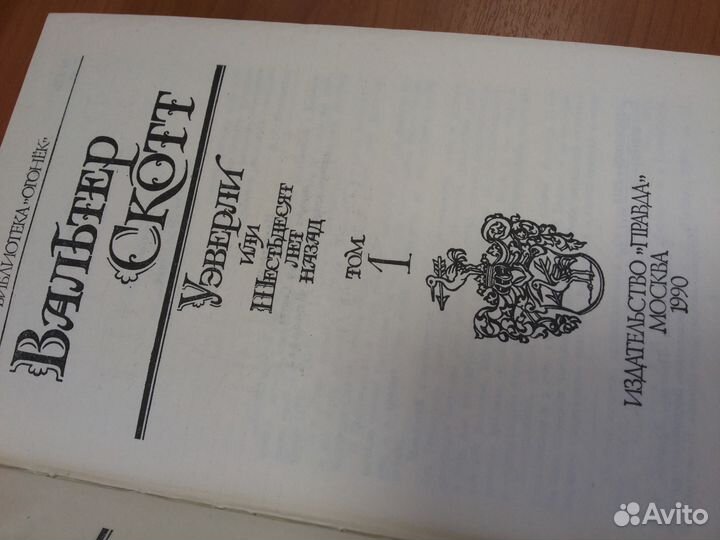 БИБЛИОТЕКА „ОГОНЁК"
ВАЛЬТЕР
СКОТТ
УЭВЕРЛИ
ИЛИ
ШЕСТЬДЕСЯТ
ЛЕТ
НАЗАД
ТОМ
1
ИЗДАТЕЛЬСТВО „ПРАВДА"
МОСКВА
1990
Avito